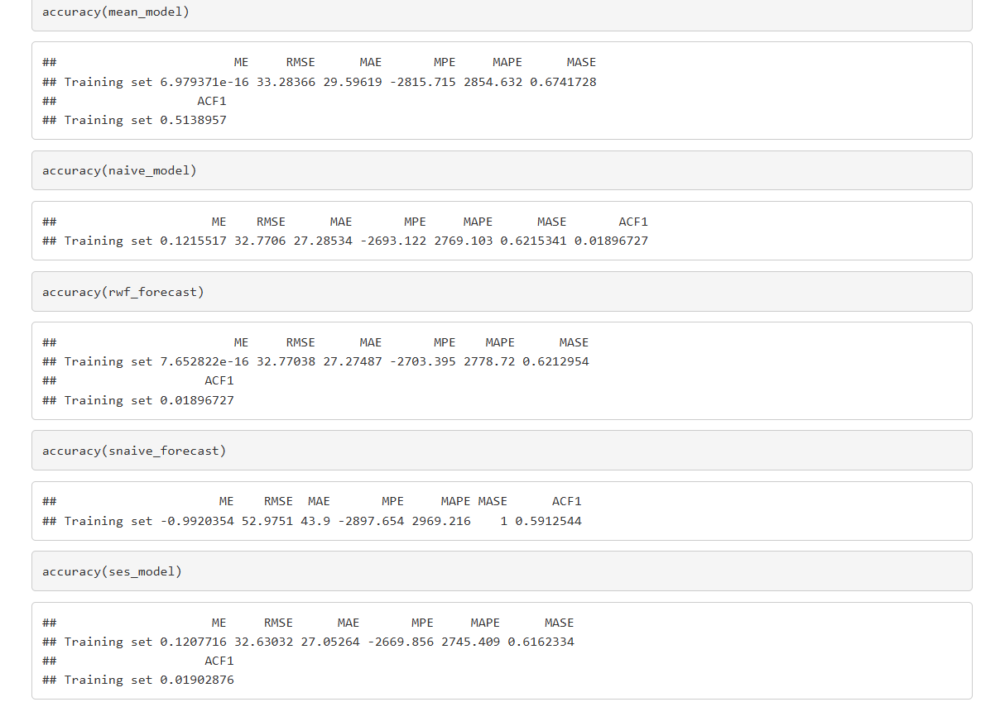 accuracy(mean_model)
## ME RMSE MAE MPE MAPE MASE
## Training set 6.979371e-16 33.28366 29.59619 -2815.715 2854.632 0.6741728
## ACF1
## Training set 0.5138957
accuracy(naive_model)
## ME RMSE MAE MPE MAPE MASE ACF1
## Training set 0.1215517 32.7706 27.28534 -2693.122 2769.103 0.6215341 0.01896727
accuracy(rwf_forecast)
## ME RMSE MAE MPE MAPE MASE
## Training set 7.652822e-16 32.77038 27.27487 -2703.395 2778.72 0.6212954
## ACF1
## Training set 0.01896727
accuracy(snaive_forecast)
## ME RMSE MAE MPE MAPE MASE ACF1
## Training set -0.9920354 52.9751 43.9 -2897.654 2969.216 1 0.5912544
accuracy(ses_model)
## ME RMSE MAE MPE MAPE MASE
## Training set 0.1207716 32.63032 27.05264 -2669.856 2745.409 0.6162334
## ACF1
## Training set 0.01902876